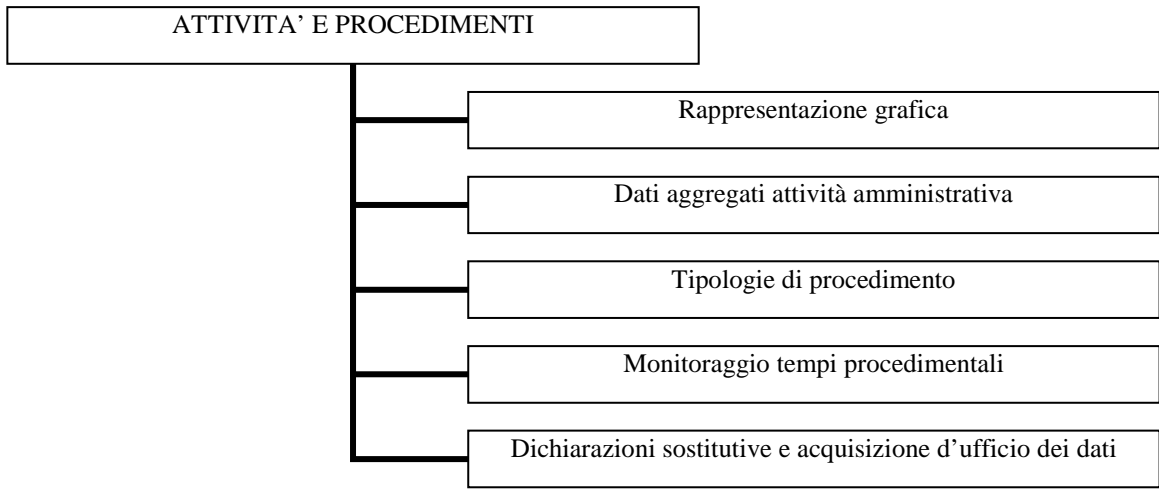 ATTIVITA’ E PROCEDIMENTI
Rappresentazione grafica
Dati aggregati attività amministrativa
Tipologie di procedimento
Monitoraggio tempi procedimentali
Dichiarazioni sostitutive e acquisizione d’ufficio dei dati